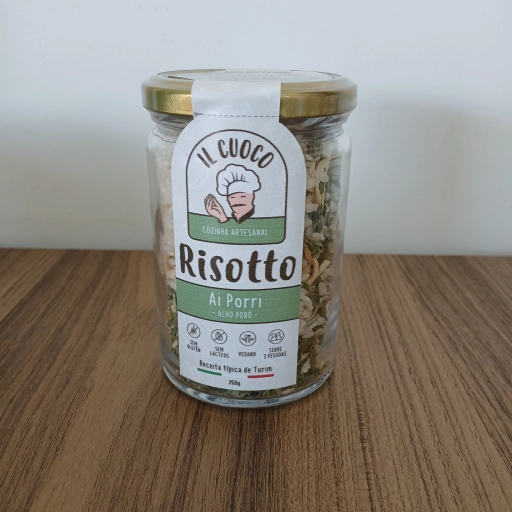 IL CUOCO
COZINHA ARTESANAL
Risotto
Ai Porri
- ALHO PORÓ -
SEM GLÚTEN
SEM LÁCTEOS
VEGANO
SERVE 2 PESSOAS
Receita típica de Turim
250g